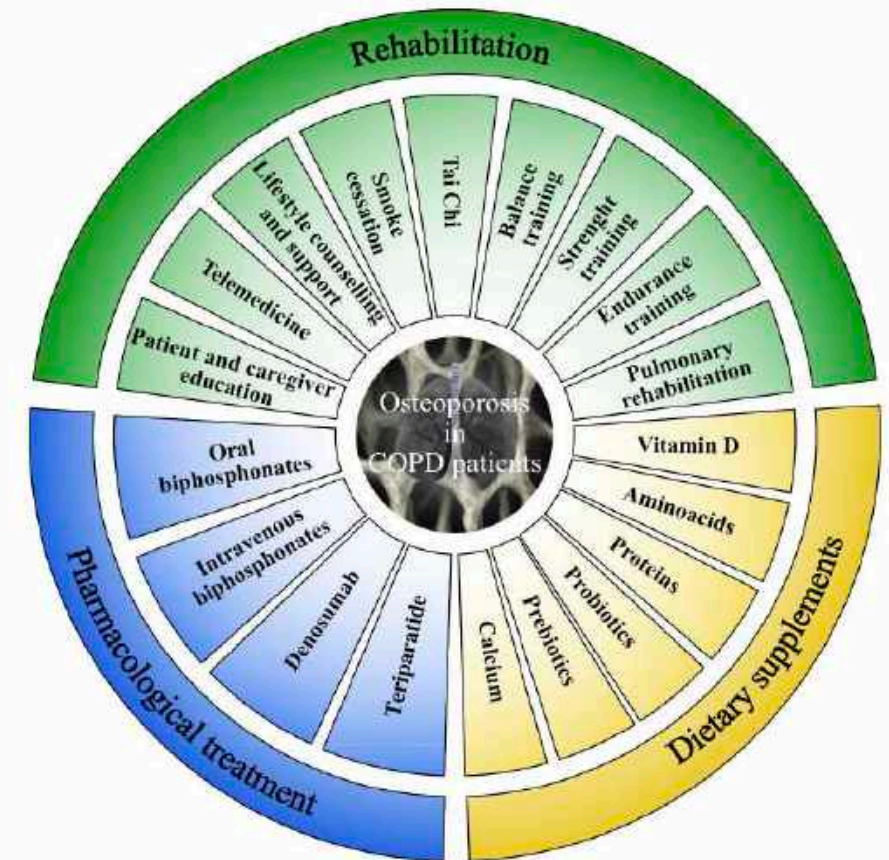 Rehabilitation
Patient and caregiver
education
Telemedicine
Lifestyle counselling
and support
Smoke
cessation
Tai Chi
Balance
training
Strenght
training
Endurance
training
Pulmonary
rehabilitation
Osteoporosis
in
COPD patients
Vitamin D
Aminoacids
Proteins
Probiotics
Prebiotics
Calcium
Dietary supplements
Oral
biphosphonates
Intravenous
biphosphonates
Denosumab
Teriparatide
Pharmacological treatment